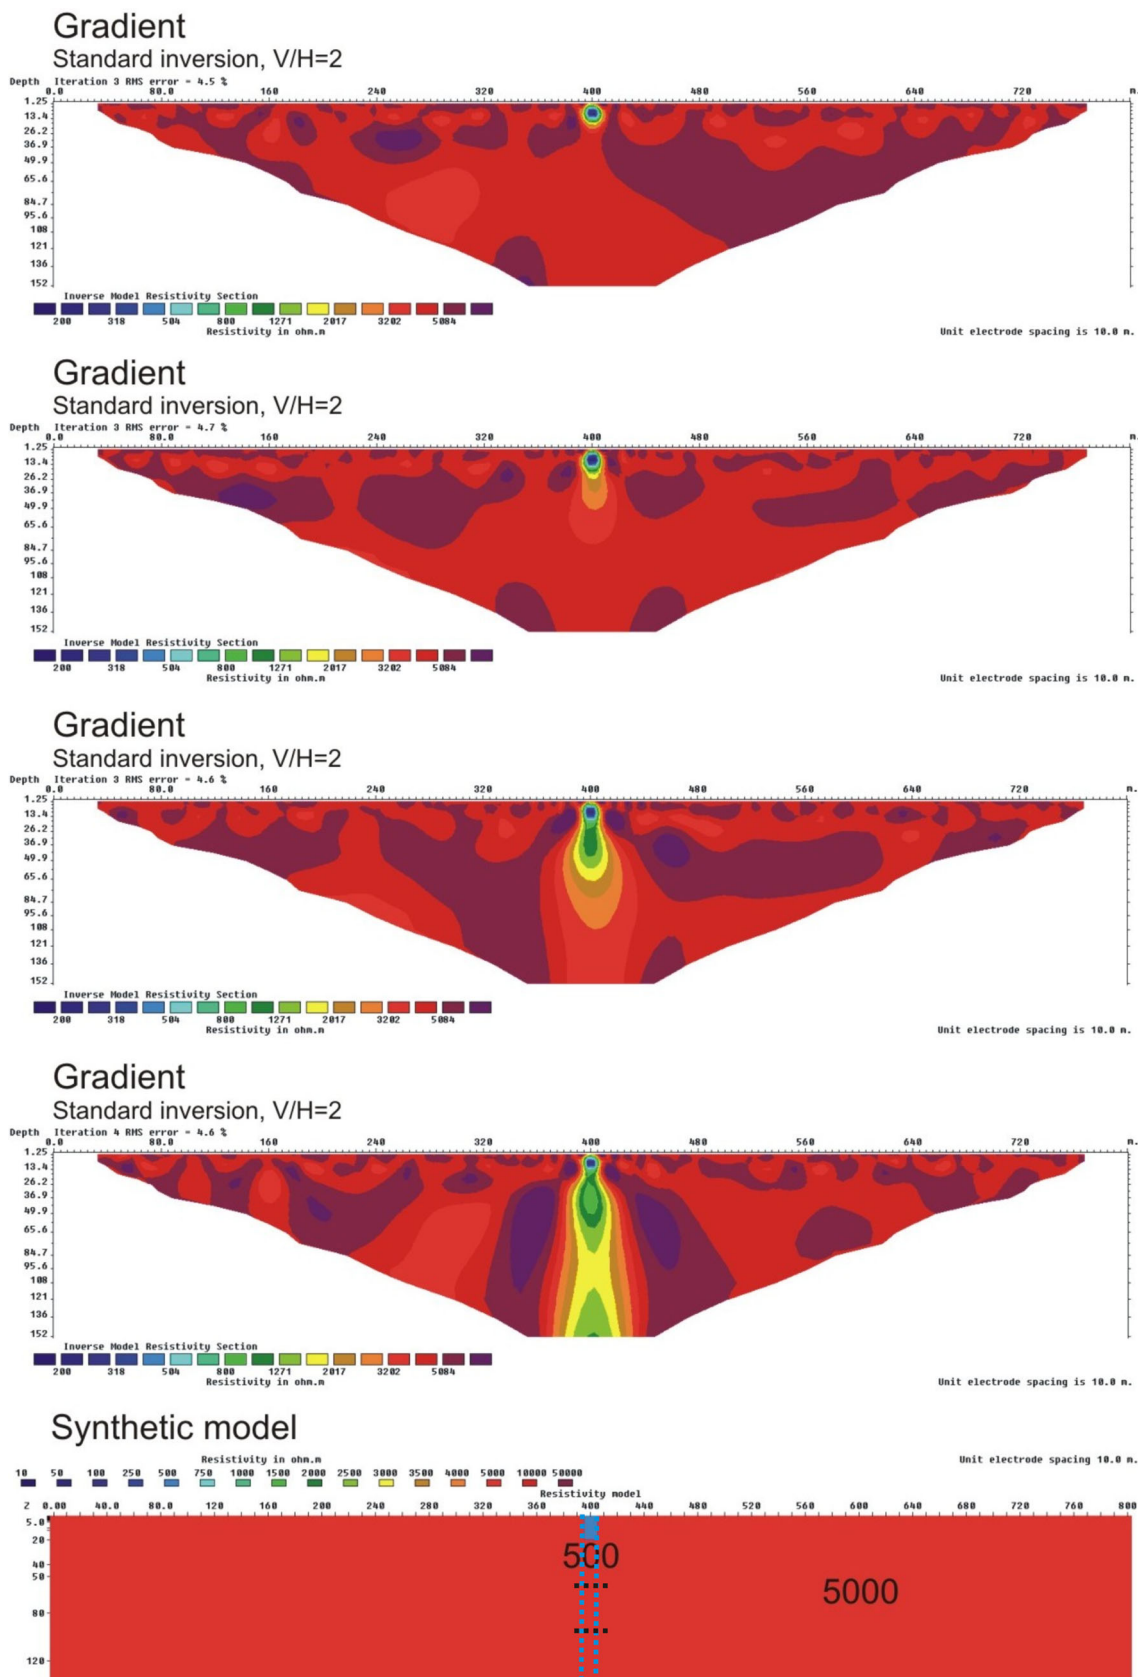 Gradient
Standard inversion, V/H=2
Depth Iteration 3 RMS error = 4.5 %
0.0 80.0 160 240 320 400 480 560 640 720 m.
1.25
13.4
26.2
36.9
49.9
65.6
84.7
95.6
108
121
136
152
Inverse Model Resistivity Section
200 318 504 800 1271 2017 3202 5084
Resistivity in ohm.m
Unit electrode spacing is 10.0 m.
Gradient
Standard inversion, V/H=2
Depth Iteration 3 RMS error = 4.7 %
0.0 80.0 160 240 320 400 480 560 640 720 m.
1.25
13.4
26.2
36.9
49.9
65.6
84.7
95.6
108
121
136
152
Inverse Model Resistivity Section
200 318 504 800 1271 2017 3202 5084
Resistivity in ohm.m
Unit electrode spacing is 10.0 m.
Gradient
Standard inversion, V/H=2
Depth Iteration 3 RMS error = 4.6 %
0.0 80.0 160 240 320 400 480 560 640 720 m.
1.25
13.4
26.2
36.9
49.9
65.6
84.7
95.6
108
121
136
152
Inverse Model Resistivity Section
200 318 504 800 1271 2017 3202 5084
Resistivity in ohm.m
Unit electrode spacing is 10.0 m.
Gradient
Standard inversion, V/H=2
Depth Iteration 4 RMS error = 4.6 %
0.0 80.0 160 240 320 400 480 560 640 720 m.
1.25
13.4
26.2
36.9
49.9
65.6
84.7
95.6
108
121
136
152
Inverse Model Resistivity Section
200 318 504 800 1271 2017 3202 5084
Resistivity in ohm.m
Unit electrode spacing is 10.0 m.
Synthetic model
Resistivity in ohm.m
Unit electrode spacing 10.0 m.
10 50 100 250 500 750 1000 1500 2000 2500 3000 3500 4000 5000 10000 50000
Resistivity model
Z 0.00 40.0 80.0 120 160 200 240 280 320 360 400 440 480 520 560 600 640 680 720 760 800
5.0
20
40
50
80
120
500
5000